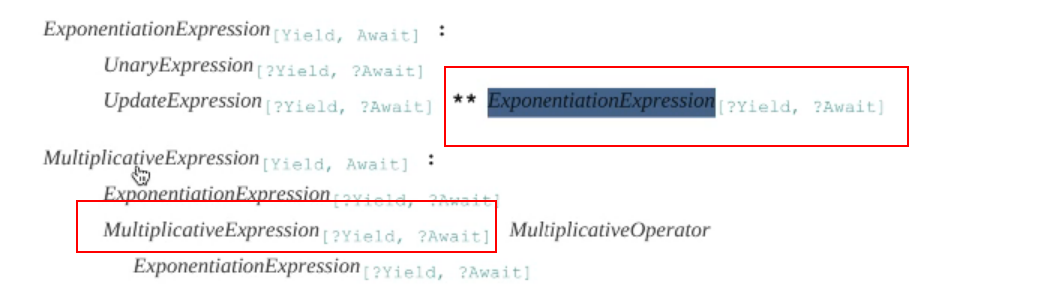 ExponentiationExpression[Yield, Await] :
UnaryExpression[?Yield, ?Await]
UpdateExpression[?Yield, ?Await] ** ExponentiationExpression[?Yield, ?Await]
MultiplicativeExpression[Yield, Await] :
ExponentiationExpression[?Yield, ?Await]
MultiplicativeExpression[?Yield, ?Await] MultiplicativeOperator
ExponentiationExpression[?Yield, ?Await]